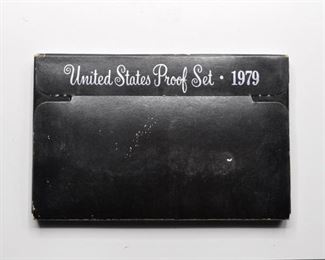 United States Proof Set • 1979